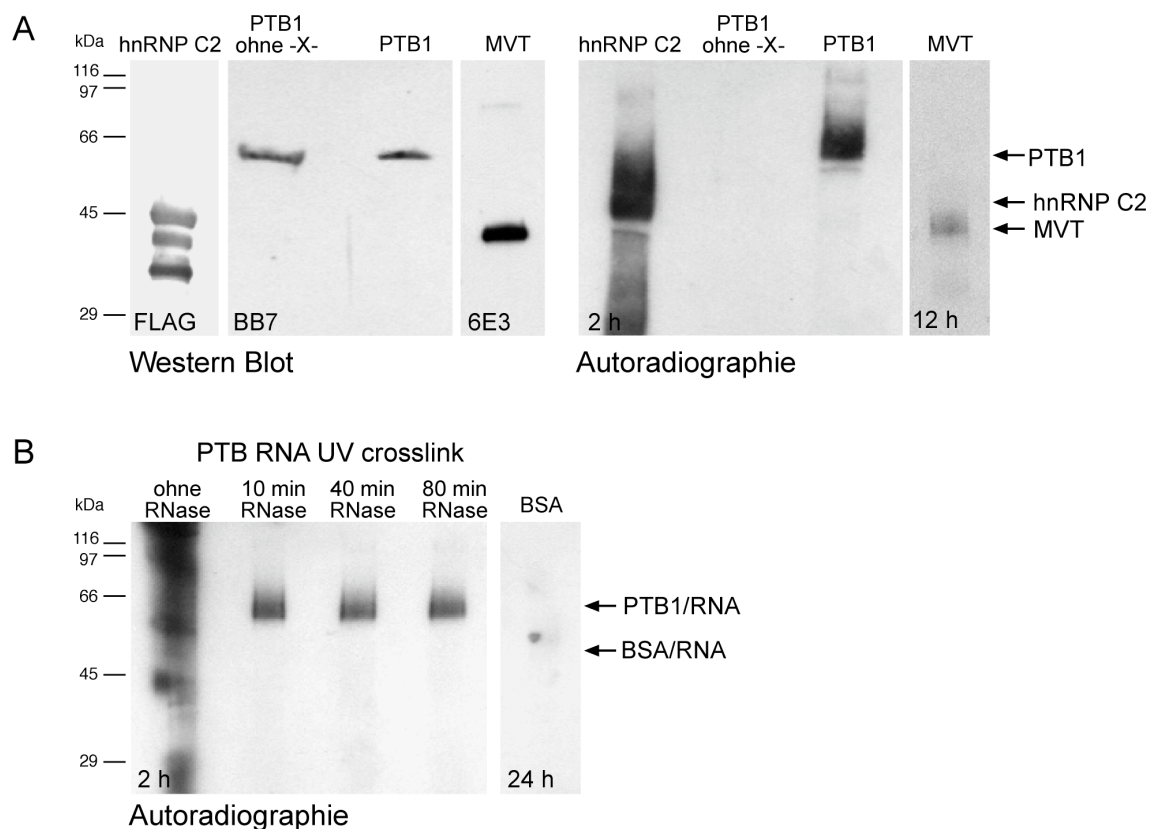 A
kDa
hnRNP C2
PTB1
ohne -X-
PTB1
MVT
hnRNP C2
PTB1
ohne -X-
PTB1
MVT
116
97
66
45
29
FLAG
BB7
6E3
2 h
12 h
PTB1
hnRNP C2
MVT
Western Blot
Autoradiographie
B
PTB RNA UV crosslink
kDa
ohne
RNase
10 min
RNase
40 min
RNase
80 min
RNase
BSA
116
97
66
45
29
2 h
24 h
PTB1/RNA
BSA/RNA
Autoradiographie